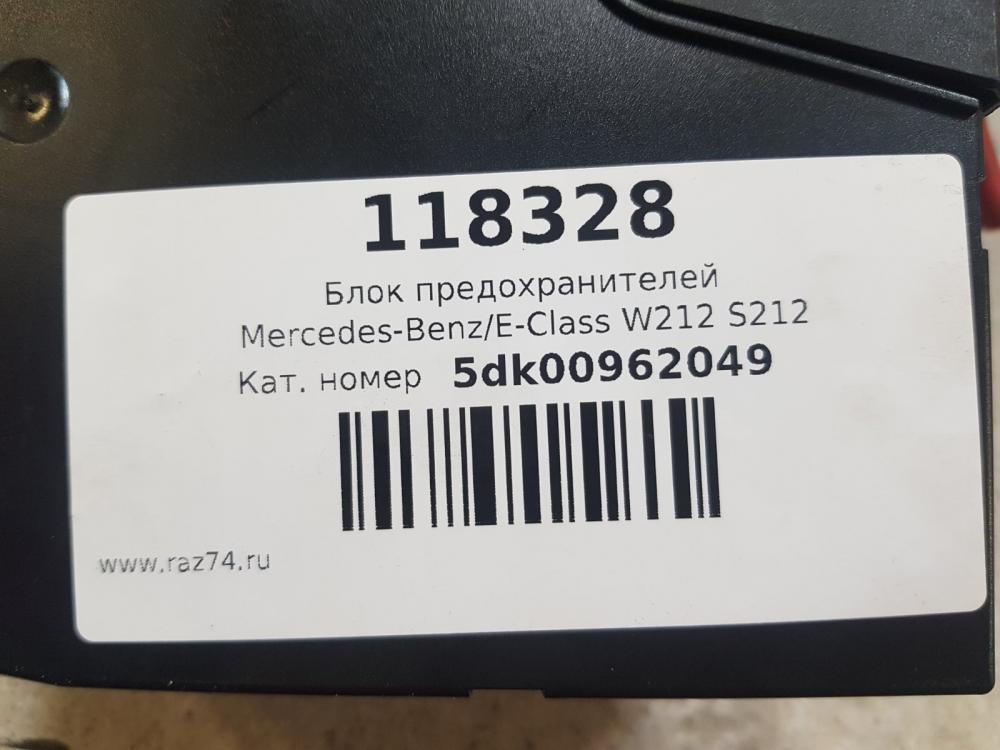 118328
Блок предохранителей
Mercedes-Benz/E-Class W212 S212
Кат. номер 5dk00962049
www.raz74.ru